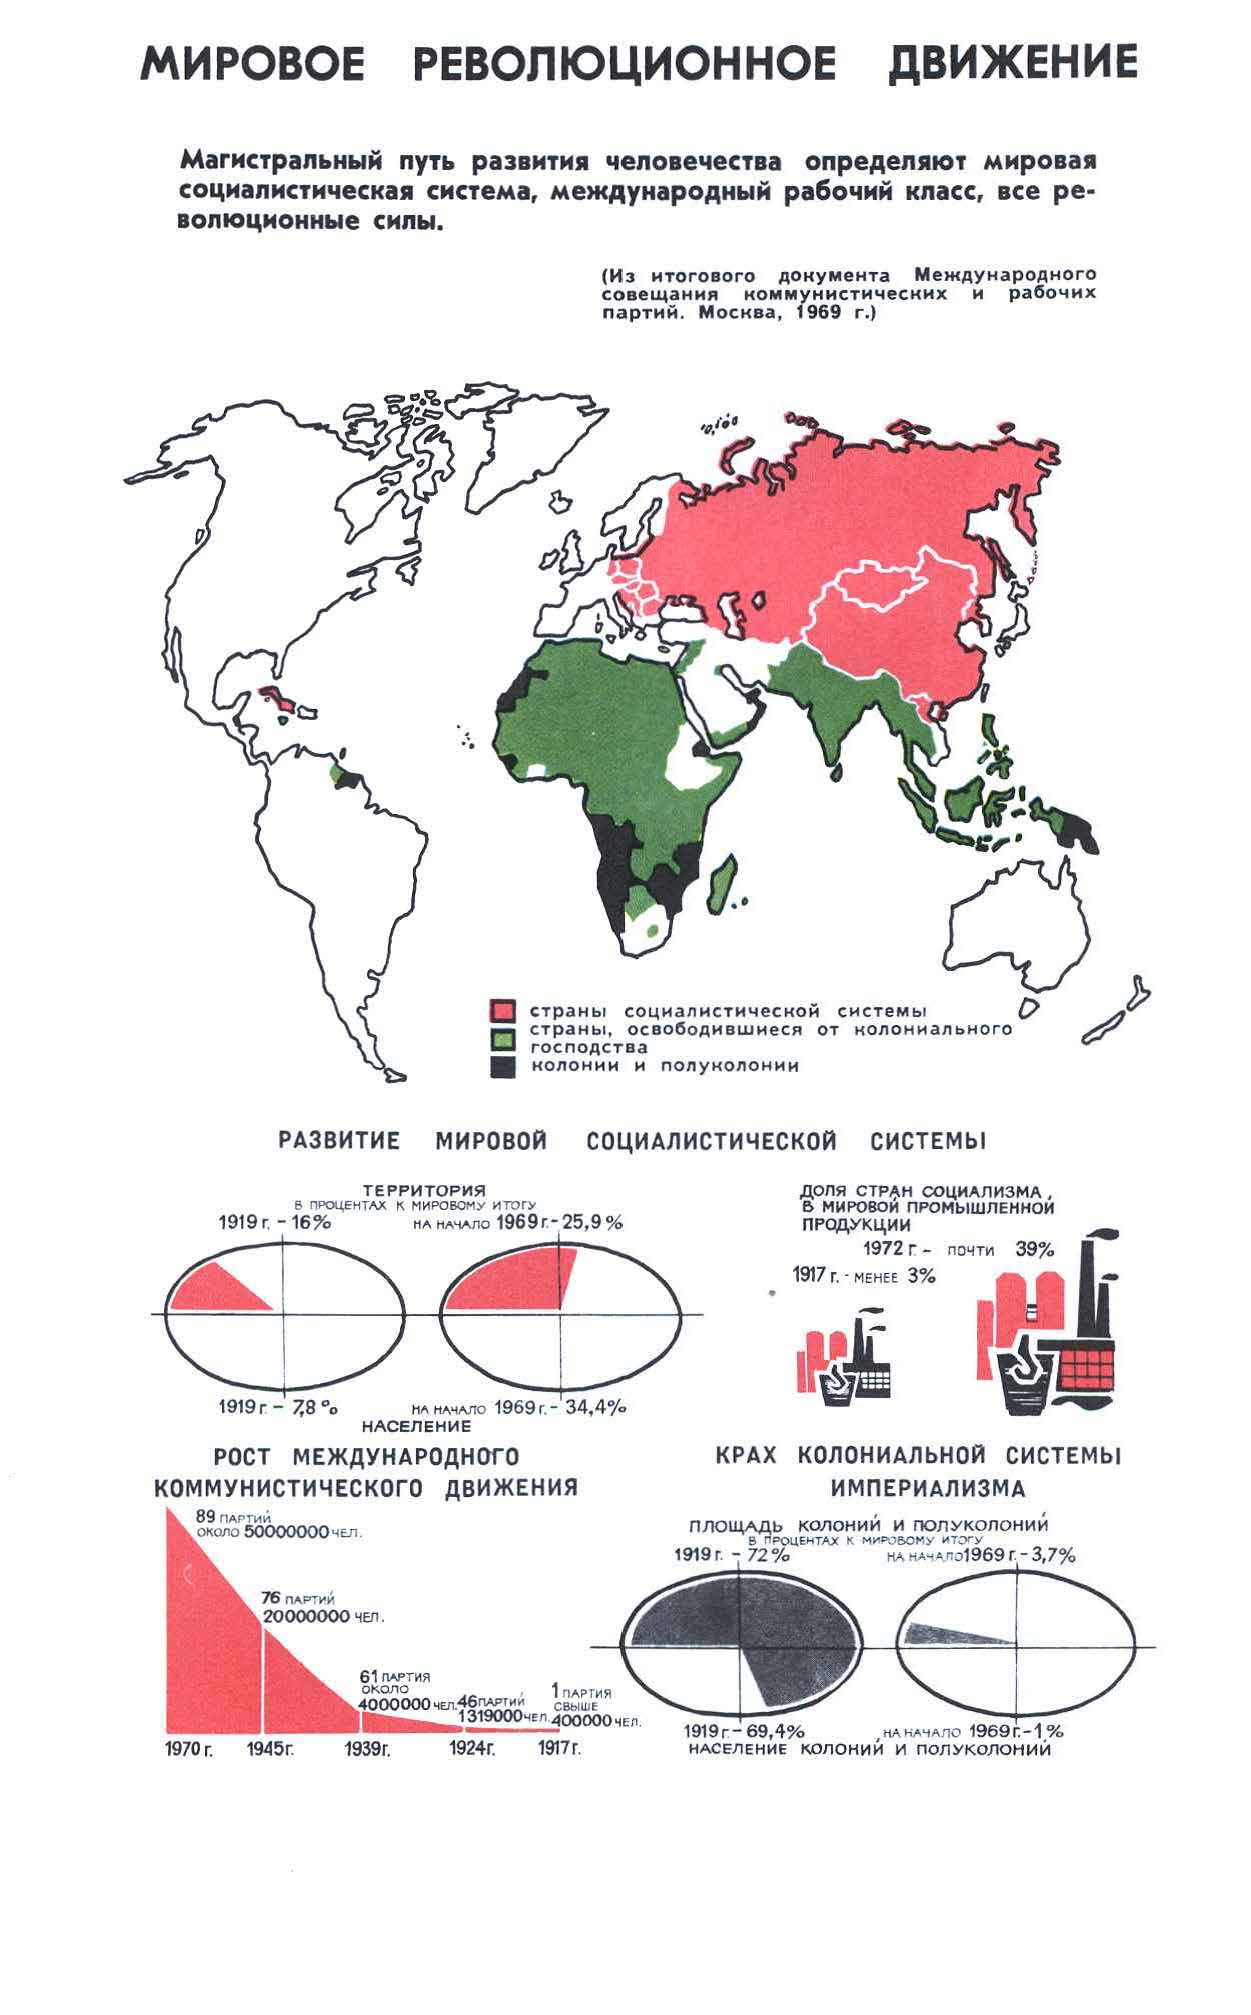 МИРОВОЕ РЕВОЛЮЦИОННОЕ ДВИЖЕНИЕ
Магистральный путь развития человечества определяют мировая
социалистическая система, международный рабочий класс, все ре-
волюционные силы.
(Из итогового документа Международного
совещания коммунистических и рабочих
партий. Москва, 1969 г.)
страны социалистической системы
страны, освободившиеся от колониального
господства
колонии и полуколонии
РАЗВИТИЕ МИРОВОЙ СОЦИАЛИСТИЧЕСКОЙ СИСТЕМЫ
ТЕРРИТОРИЯ
В ПРОЦЕНТАХ К МИРОВОМУ ИТОГУ
1919 г. - 16%
НА НАЧАЛО 1969 г. - 25,9%
1919 г. - 7,8%
НА НАЧАЛО 1969 г. - 34,4%
НАСЕЛЕНИЕ
ДОЛЯ СТРАН СОЦИАЛИЗМА,
В МИРОВОЙ ПРОМЫШЛЕННОЙ
ПРОДУКЦИИ
1972 г. - ПОЧТИ 39%
1917 г. - МЕНЕЕ 3%
РОСТ МЕЖДУНАРОДНОГО
КОММУНИСТИЧЕСКОГО ДВИЖЕНИЯ
89 ПАРТИЙ
ОКОЛО 50000000 ЧЕЛ.
76 ПАРТИЙ
20000000 ЧЕЛ.
61 ПАРТИЯ
ОКОЛО
4000000 ЧЕЛ.
46 ПАРТИЙ
1319000 ЧЕЛ.
1 ПАРТИЯ
СВЫШЕ
400000 ЧЕЛ.
1970 г. 1945 г. 1939 г. 1924 г. 1917 г.
КРАХ КОЛОНИАЛЬНОЙ СИСТЕМЫ
ИМПЕРИАЛИЗМА
ПЛОЩАДЬ КОЛОНИЙ И ПОЛУКОЛОНИЙ
В ПРОЦЕНТАХ К МИРОВОМУ ИТОГУ
1919 г. - 72%
НА НАЧАЛО 1969 г. - 3,7%
1919 г. - 69,4%
НА НАЧАЛО 1969 г. - 1%
НАСЕЛЕНИЕ КОЛОНИЙ И ПОЛУКОЛОНИЙ